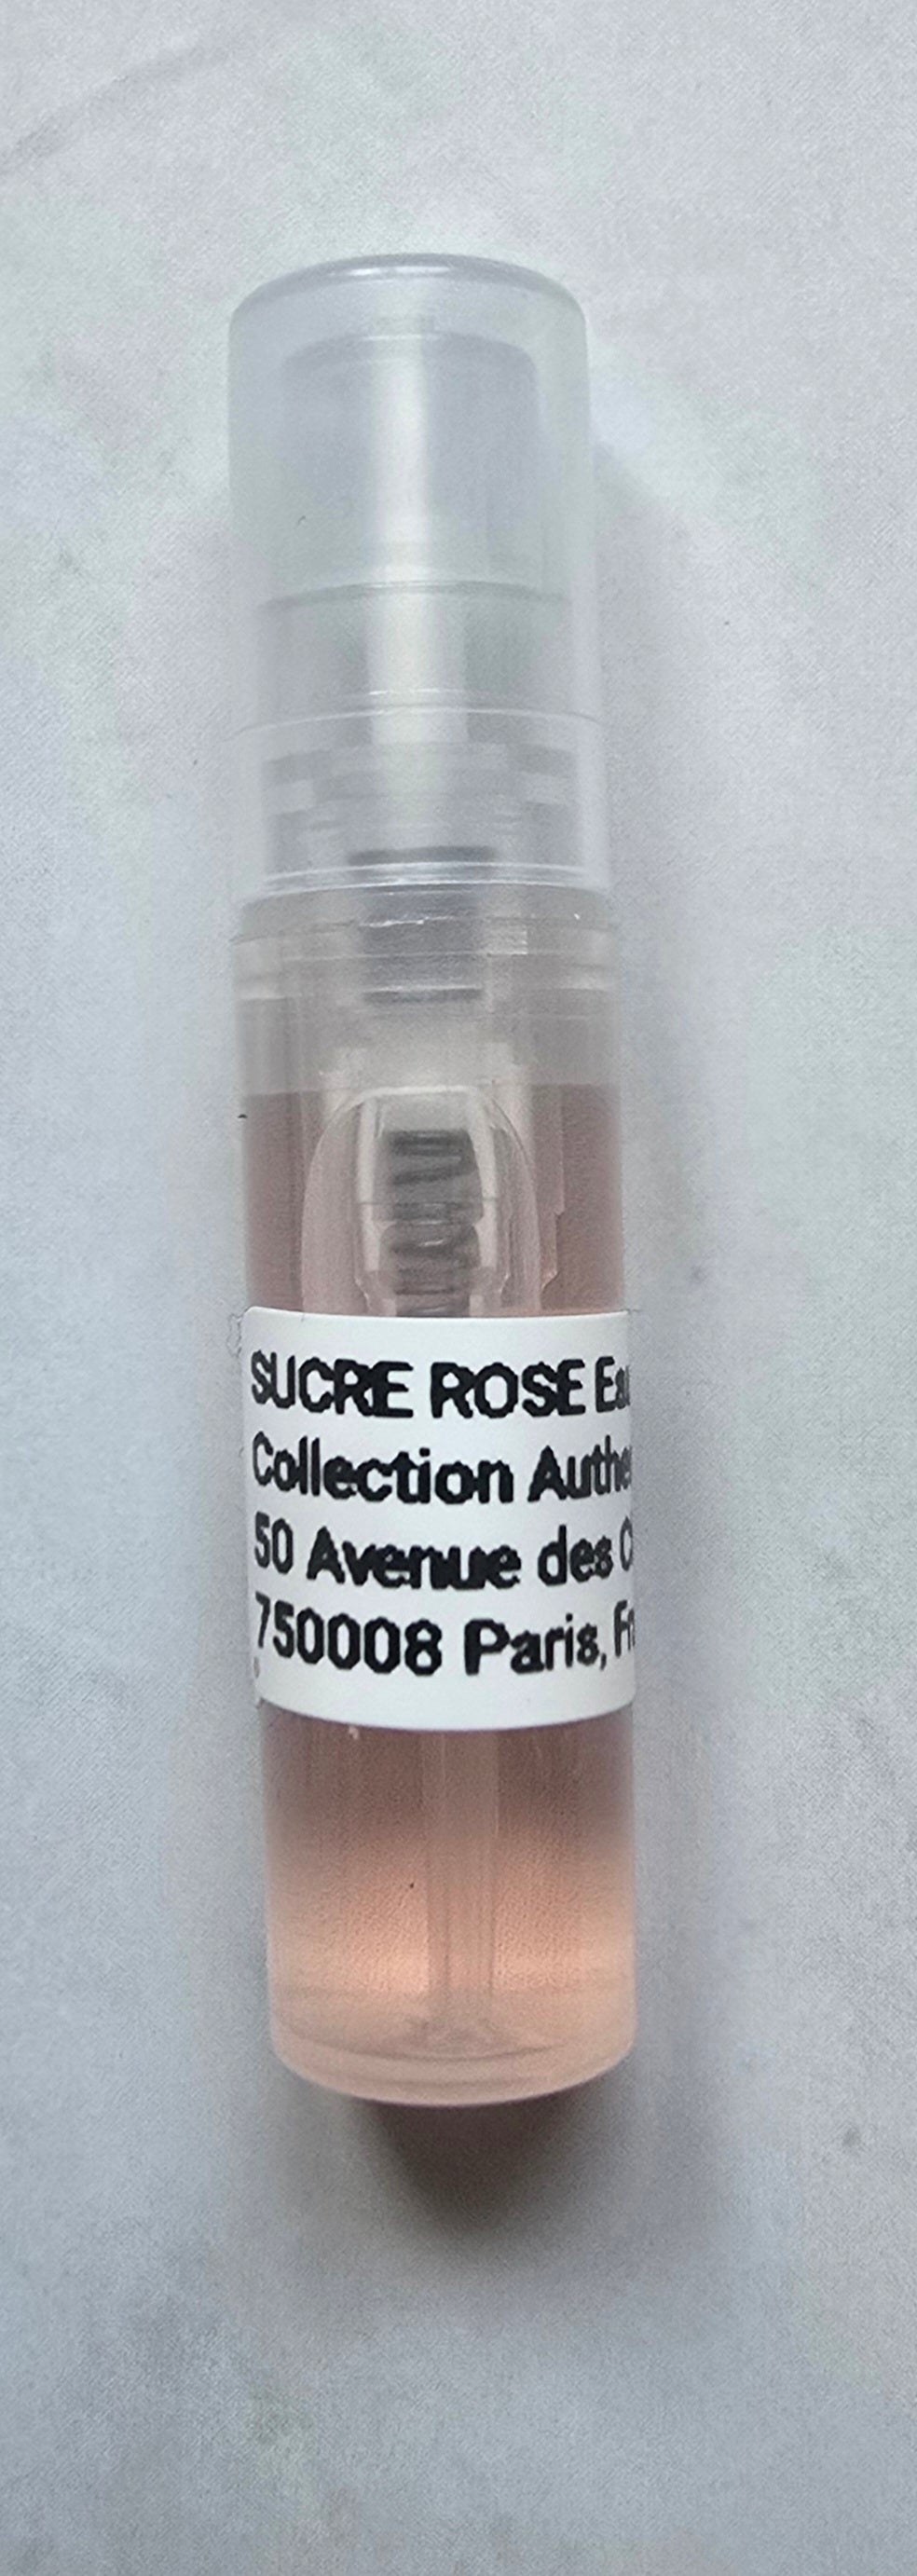 SUCRE ROSE
Collection
50 Avenue des
750008 Paris,